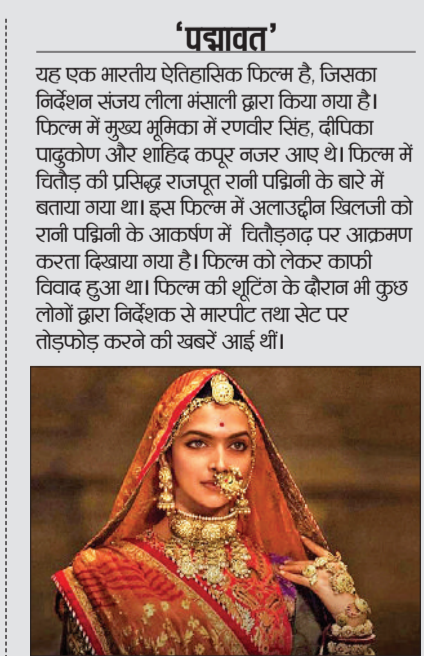 ‘पद्मावत’
यह एक भारतीय ऐतिहासिक फिल्म है, जिसका
निर्देशन संजय लीला भंसाली द्वारा किया गया है।
फिल्म में मुख्य भूमिका में रणवीर सिंह, दीपिका
पादुकोण और शाहिद कपूर नजर आए थे। फिल्म में
चितौड़ की प्रसिद्ध राजपूत रानी पद्मिनी के बारे में
बताया गया था। इस फिल्म में अलाउद्दीन खिलजी को
रानी पद्मिनी के आकर्षण में चितौड़गढ़ पर आक्रमण
करता दिखाया गया है। फिल्म को लेकर काफी
विवाद हुआ था। फिल्म की शूटिंग के दौरान भी कुछ
लोगों द्वारा निर्देशक से मारपीट तथा सेट पर
तोड़फोड़ करने की खबरें आई थीं।